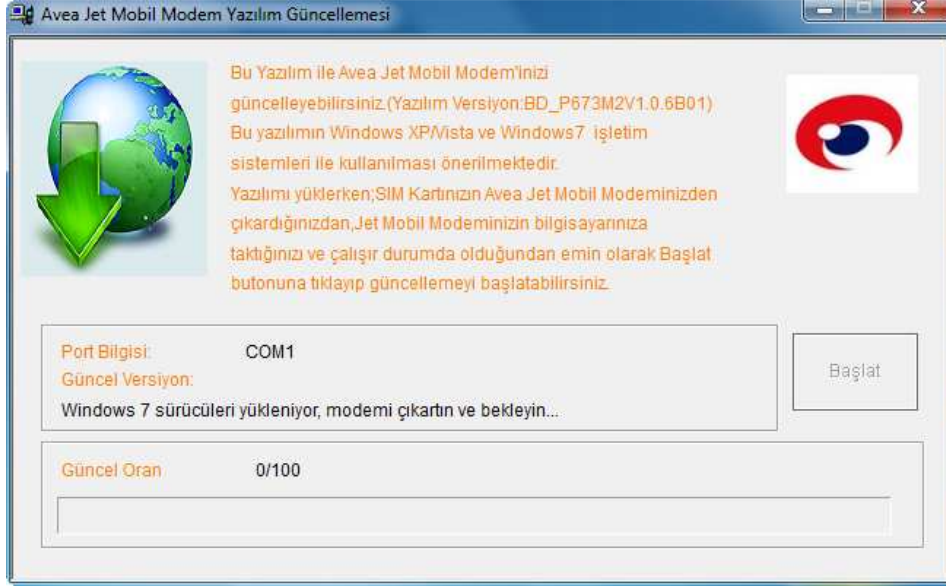 Avea Jet Mobil Modem Yazılım Güncellemesi
Bu Yazılım ile Avea Jet Mobil Modem'inizi
güncelleyebilirsiniz.(Yazılım Versiyon:BD_P673M2V1.0.6B01)
Bu yazılımın Windows XP/Vista ve Windows7 işletim
sistemleri ile kullanılması önerilmektedir.
Yazılımı yüklerken;SIM Kartınızın Avea Jet Mobil Modeminizden
çıkardığınızdan,Jet Mobil Modeminizin bilgisayarınıza
taktığınızı ve çalışır durumda olduğundan emin olarak Başlat
butonuna tıklayıp güncellemeyi başlatabilirsiniz.
Port Bilgisi: COM1
Güncel Versiyon:
Windows 7 sürücüleri yükleniyor, modemi çıkartın ve bekleyin...
Başlat
Güncel Oran 0/100